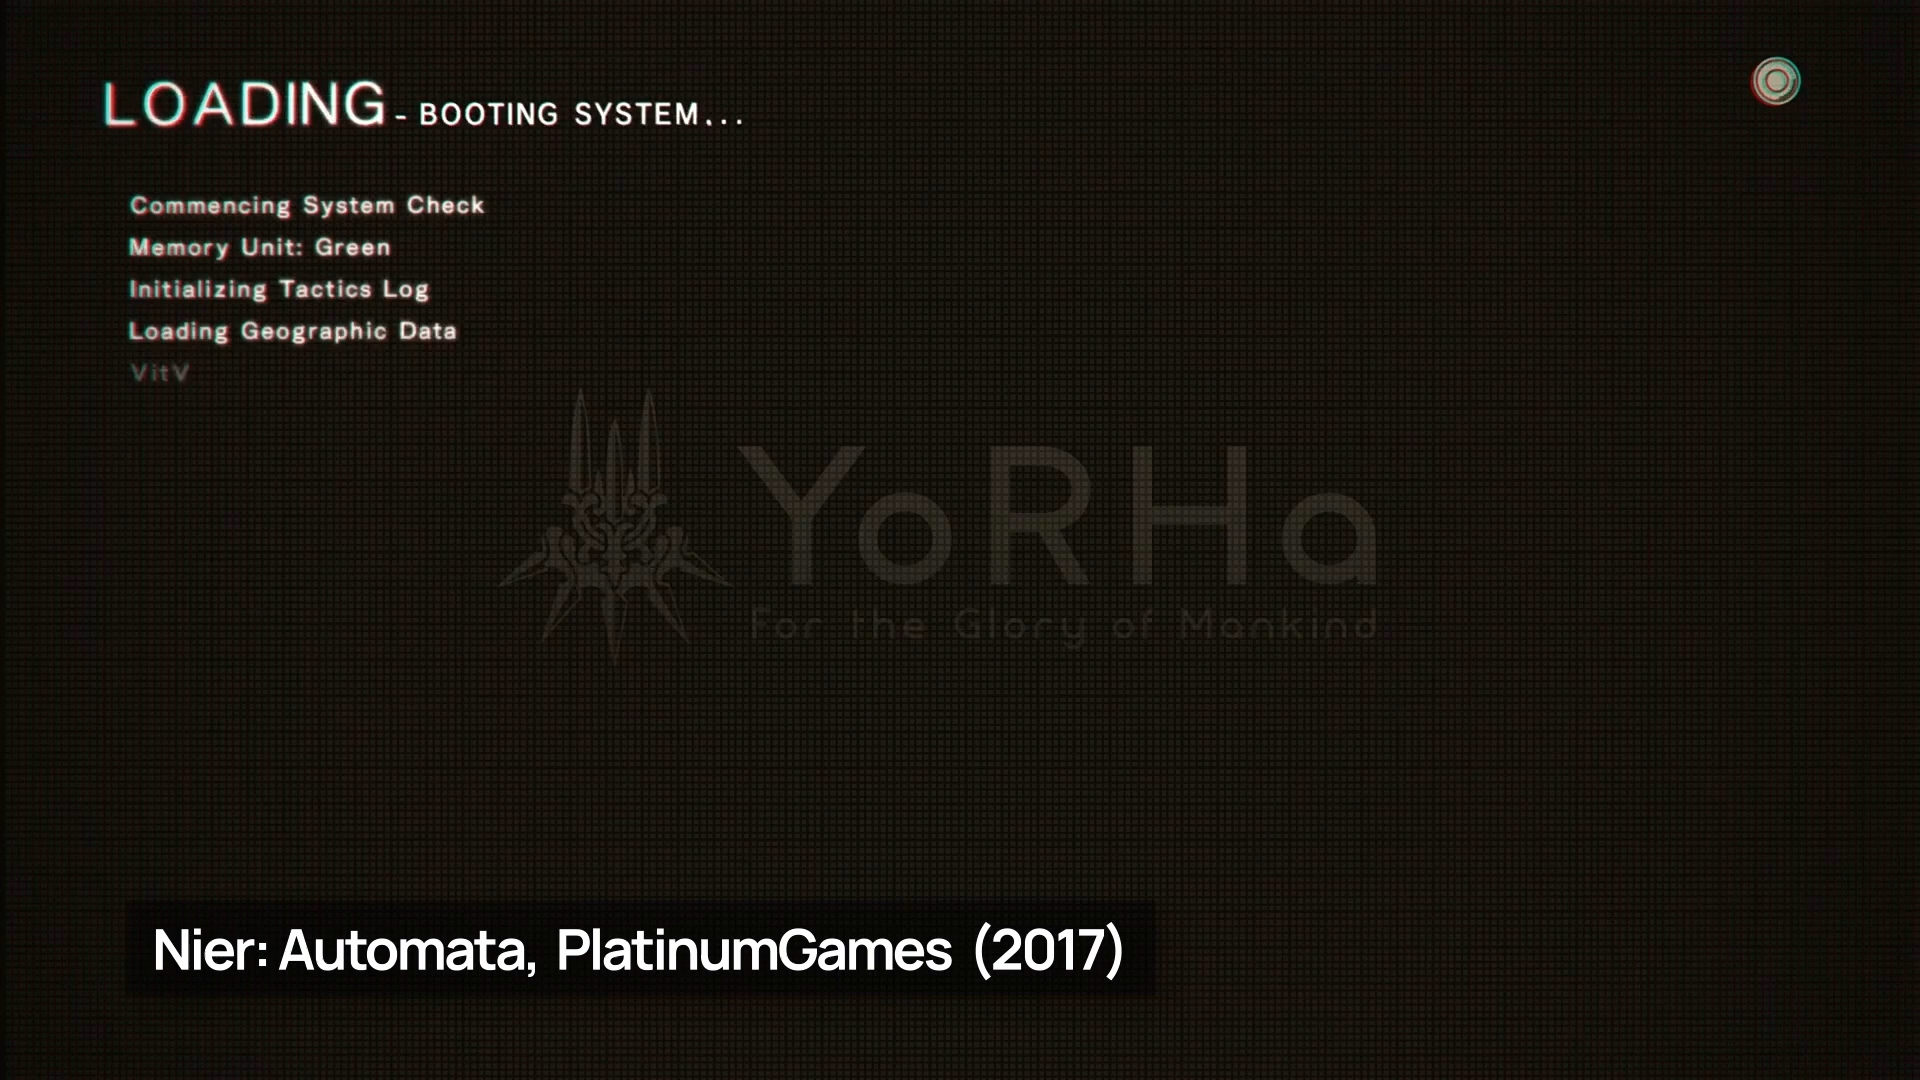 LOADING - BOOTING SYSTEM...
Commencing System Check
Memory Unit: Green
Initializing Tactics Log
Loading Geographic Data
VitV
YoRHa
For the Glory of Mankind
Nier: Automata, PlatinumGames (2017)